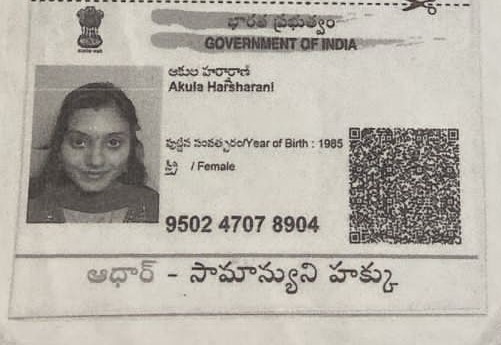 భారత ప్రభుత్వం
GOVERNMENT OF INDIA
ఆకుల హర్షరాణి
Akula Harsharani
పుట్టిన సంవత్సరం/Year of Birth : 1985
స్త్రీ / Female
9502 4707 8904
ఆధార్ - సామాన్యుని హక్కు